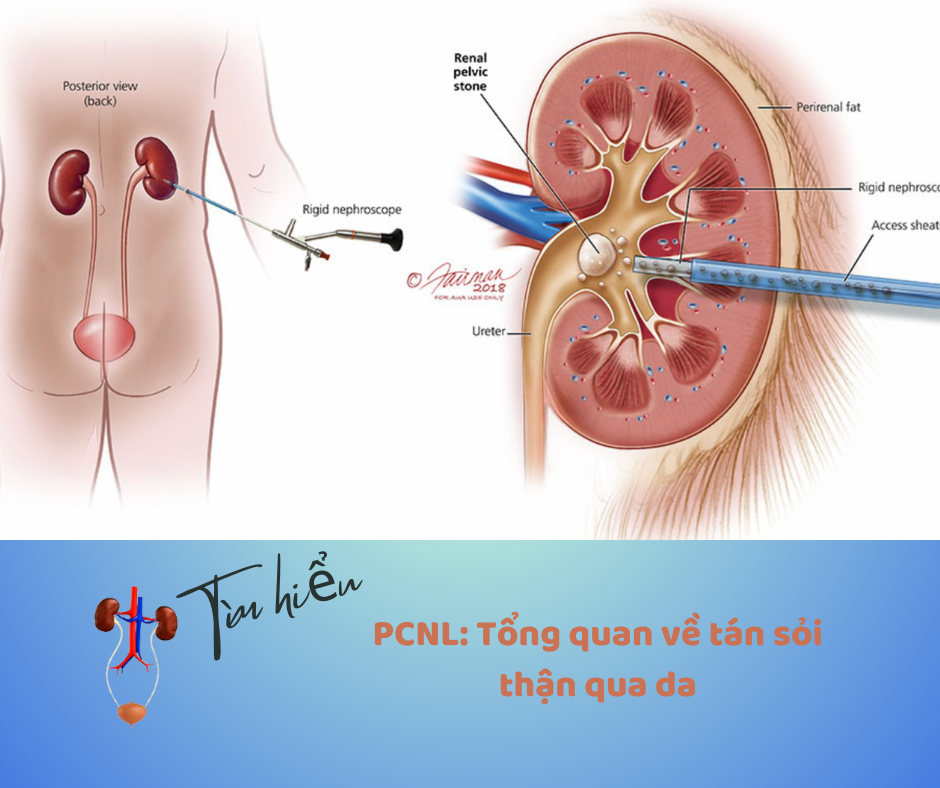 Posterior view
(back)
Rigid nephroscope
Renal
pelvic
stone
Perirenal fat
Rigid nephrosco
Access sheat
© Fairman
2018
FOR AUA USE ONLY
Ureter
Tìm hiểu
PCNL: Tổng quan về tán sỏi
thận qua da